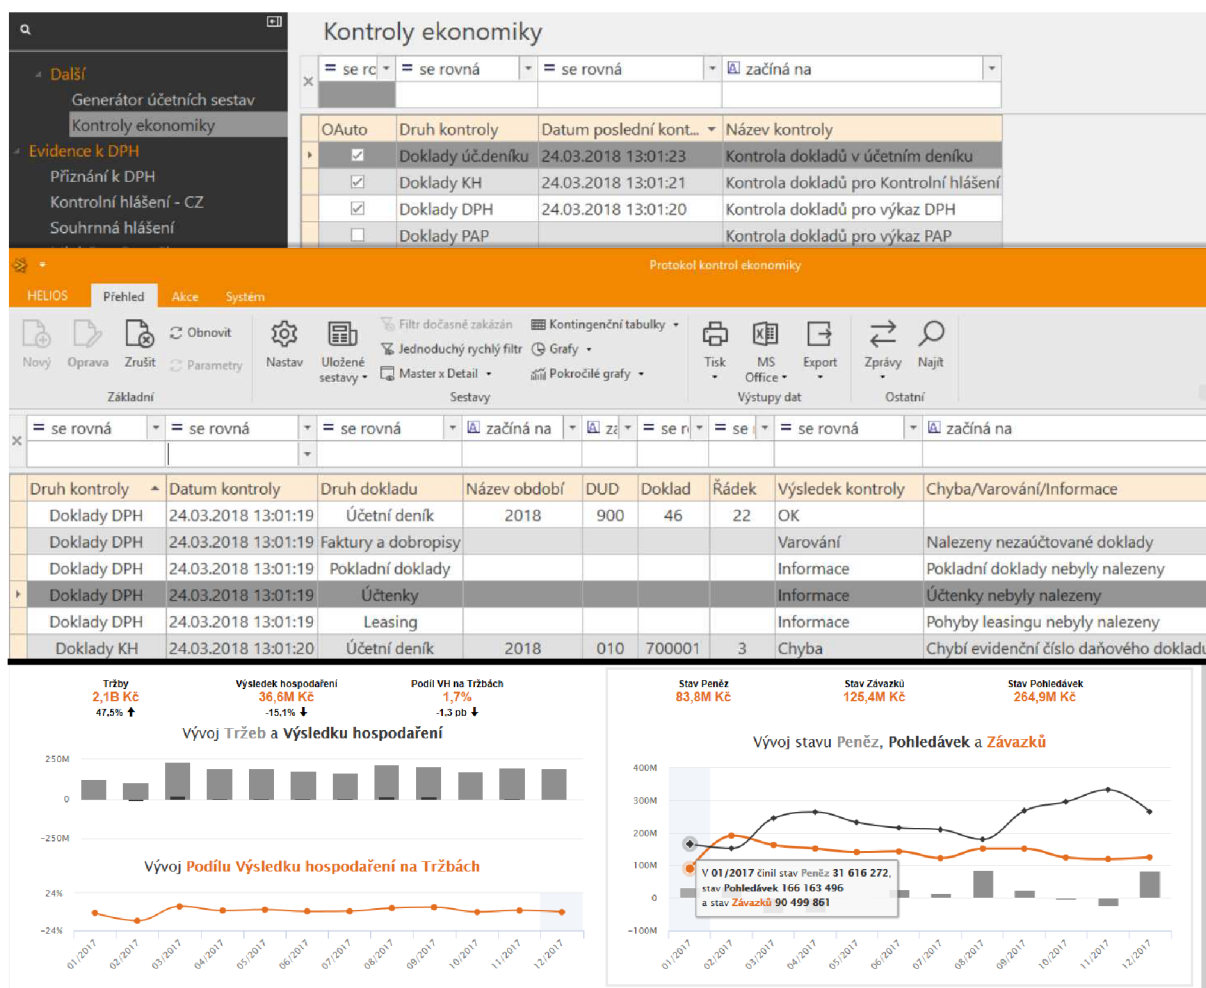 Kontroly ekonomiky
Další
Generátor účetních sestav
Kontroly ekonomiky
Evidence k DPH
Přiznání k DPH
Kontrolní hlášení - CZ
Souhrnná hlášení
= se ro = se rovná = se rovná A začíná na
OAuto Druh kontroly Datum poslední kont... Název kontroly
Doklady úč.deníku 24.03.2018 13:01:23 Kontrola dokladů v účetním deníku
Doklady KH 24.03.2018 13:01:21 Kontrola dokladů pro Kontrolní hlášení
Doklady DPH 24.03.2018 13:01:20 Kontrola dokladů pro výkaz DPH
Doklady PAP Kontrola dokladů pro výkaz PAP
Protokol kontrol ekonomiky
HELIOS Přehled Akce Systém
Nový Oprava Zrušit Obnovit Parametry
Základní
Nastav Uložené sestavy
Filtr dočasně zakázán Kontingenční tabulky
Jednoduchý rychlý filtr Grafy
Master x Detail Pokročilé grafy
Sestavy
Tisk MS Office Export
Výstupy dat
Zprávy Najít
Ostatní
= se rovná = se rovná = se rovná A začíná na A za = se r = se = se rovná A začíná na
Druh kontroly Datum kontroly Druh dokladu Název období DUD Doklad Řádek Výsledek kontroly Chyba/Varování/Informace
Doklady DPH 24.03.2018 13:01:19 Účetní deník 2018 900 46 22 OK
Doklady DPH 24.03.2018 13:01:19 Faktury a dobropisy Varování Nalezeny nezaúčtované doklady
Doklady DPH 24.03.2018 13:01:19 Pokladní doklady Informace Pokladní doklady nebyly nalezeny
Doklady DPH 24.03.2018 13:01:19 Účtenky Informace Účtenky nebyly nalezeny
Doklady DPH 24.03.2018 13:01:19 Leasing Informace Pohyby leasingu nebyly nalezeny
Doklady KH 24.03.2018 13:01:20 Účetní deník 2018 010 700001 3 Chyba Chybí evidenční číslo daňového dokladu
Tržby Výsledek hospodaření Podíl VH na Tržbách
2,1B Kč 36,6M Kč 1,7%
47,5% ↑ -15,1% ↓ -1,3 pb ↓
Vývoj Tržeb a Výsledku hospodaření
250M
0
-250M
Vývoj Podílu Výsledku hospodaření na Tržbách
24%
-24%
01/2017 02/2017 03/2017 04/2017 05/2017 06/2017 07/2017 08/2017 09/2017 10/2017 11/2017 12/2017
Stav Peněz Stav Závazků Stav Pohledávek
83,8M Kč 125,4M Kč 264,9M Kč
Vývoj stavu Peněz, Pohledávek a Závazků
400M
300M
200M
100M
0
-100M
V 01/2017 činil stav Peněz 31 616 272,
stav Pohledávek 166 163 496
a stav Závazků 90 499 861
01/2017 02/2017 03/2017 04/2017 05/2017 06/2017 07/2017 08/2017 09/2017 10/2017 11/2017 12/2017